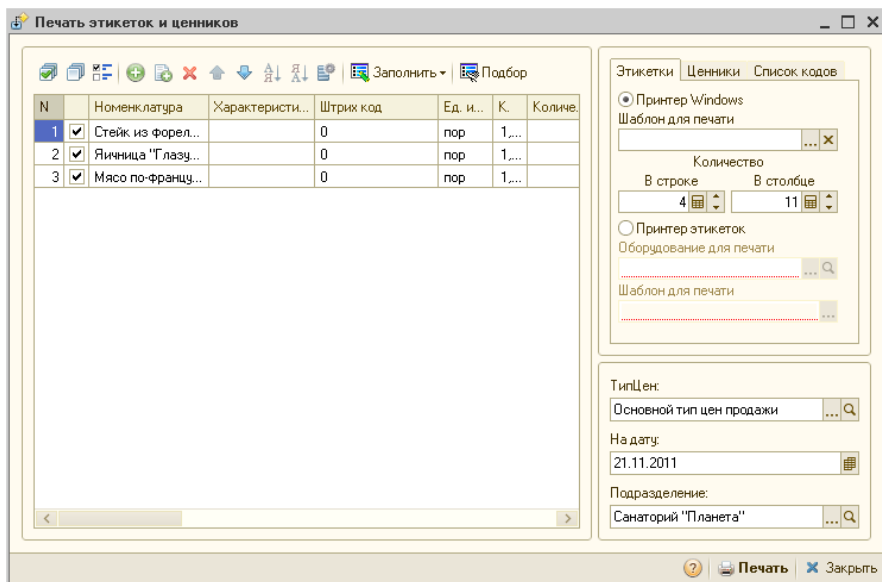 Печать этикеток и ценников
Заполнить Подбор
N Номенклатура Характеристи... Штрих код Ед. и... К. Количе.
1 Стейк из форел... 0 пор 1,...
2 Яичница "Глазу... 0 пор 1,...
3 Мясо по-францу... 0 пор 1,...
Этикетки Ценники Список кодов
Принтер Windows
Шаблон для печати
Количество
В строке В столбце
4 11
Принтер этикеток
Оборудование для печати
Шаблон для печати
ТипЦен:
Основной тип цен продажи
На дату:
21.11.2011
Подразделение:
Санаторий "Планета"
Печать Закрыть